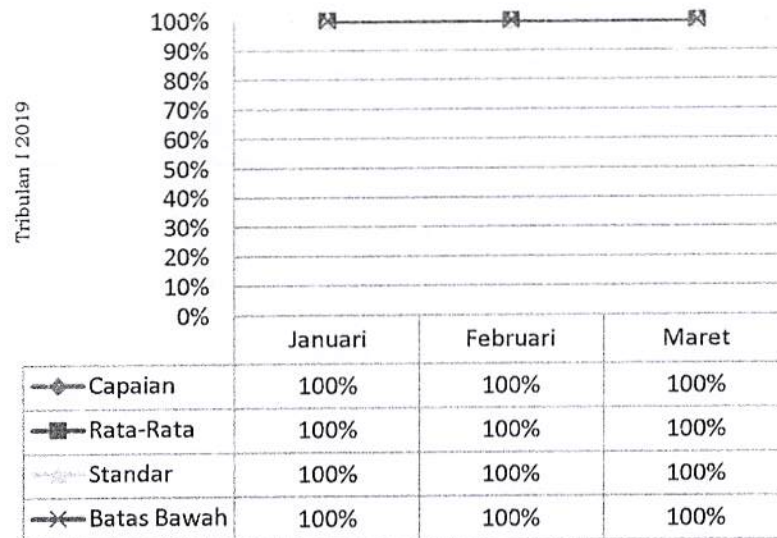 Tribulan I 2019
100%
90%
80%
70%
60%
50%
40%
30%
20%
10%
0%
Januari Februari Maret
Capaian 100% 100% 100%
Rata-Rata 100% 100% 100%
Standar 100% 100% 100%
Batas Bawah 100% 100% 100%